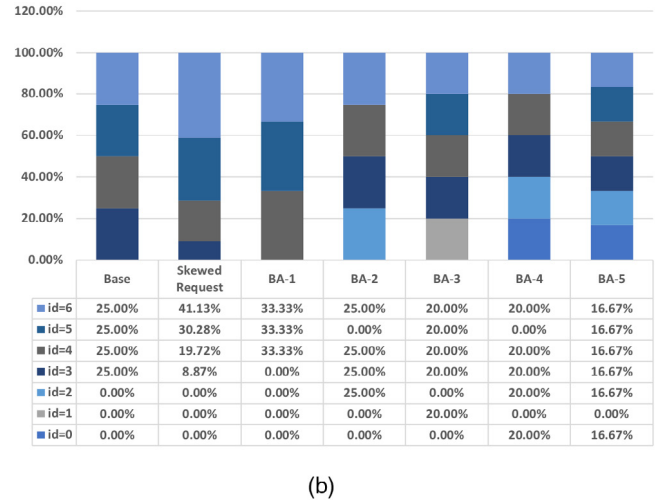 120.00%
100.00%
80.00%
60.00%
40.00%
20.00%
0.00%
Base Skewed Request BA-1 BA-2 BA-3 BA-4 BA-5
id=6 25.00% 41.13% 33.33% 25.00% 20.00% 20.00% 16.67%
id=5 25.00% 30.28% 33.33% 0.00% 20.00% 0.00% 16.67%
id=4 25.00% 19.72% 33.33% 25.00% 20.00% 20.00% 16.67%
id=3 25.00% 8.87% 0.00% 25.00% 20.00% 20.00% 16.67%
id=2 0.00% 0.00% 0.00% 25.00% 0.00% 20.00% 16.67%
id=1 0.00% 0.00% 0.00% 0.00% 20.00% 0.00% 0.00%
id=0 0.00% 0.00% 0.00% 0.00% 0.00% 20.00% 16.67%
(b)